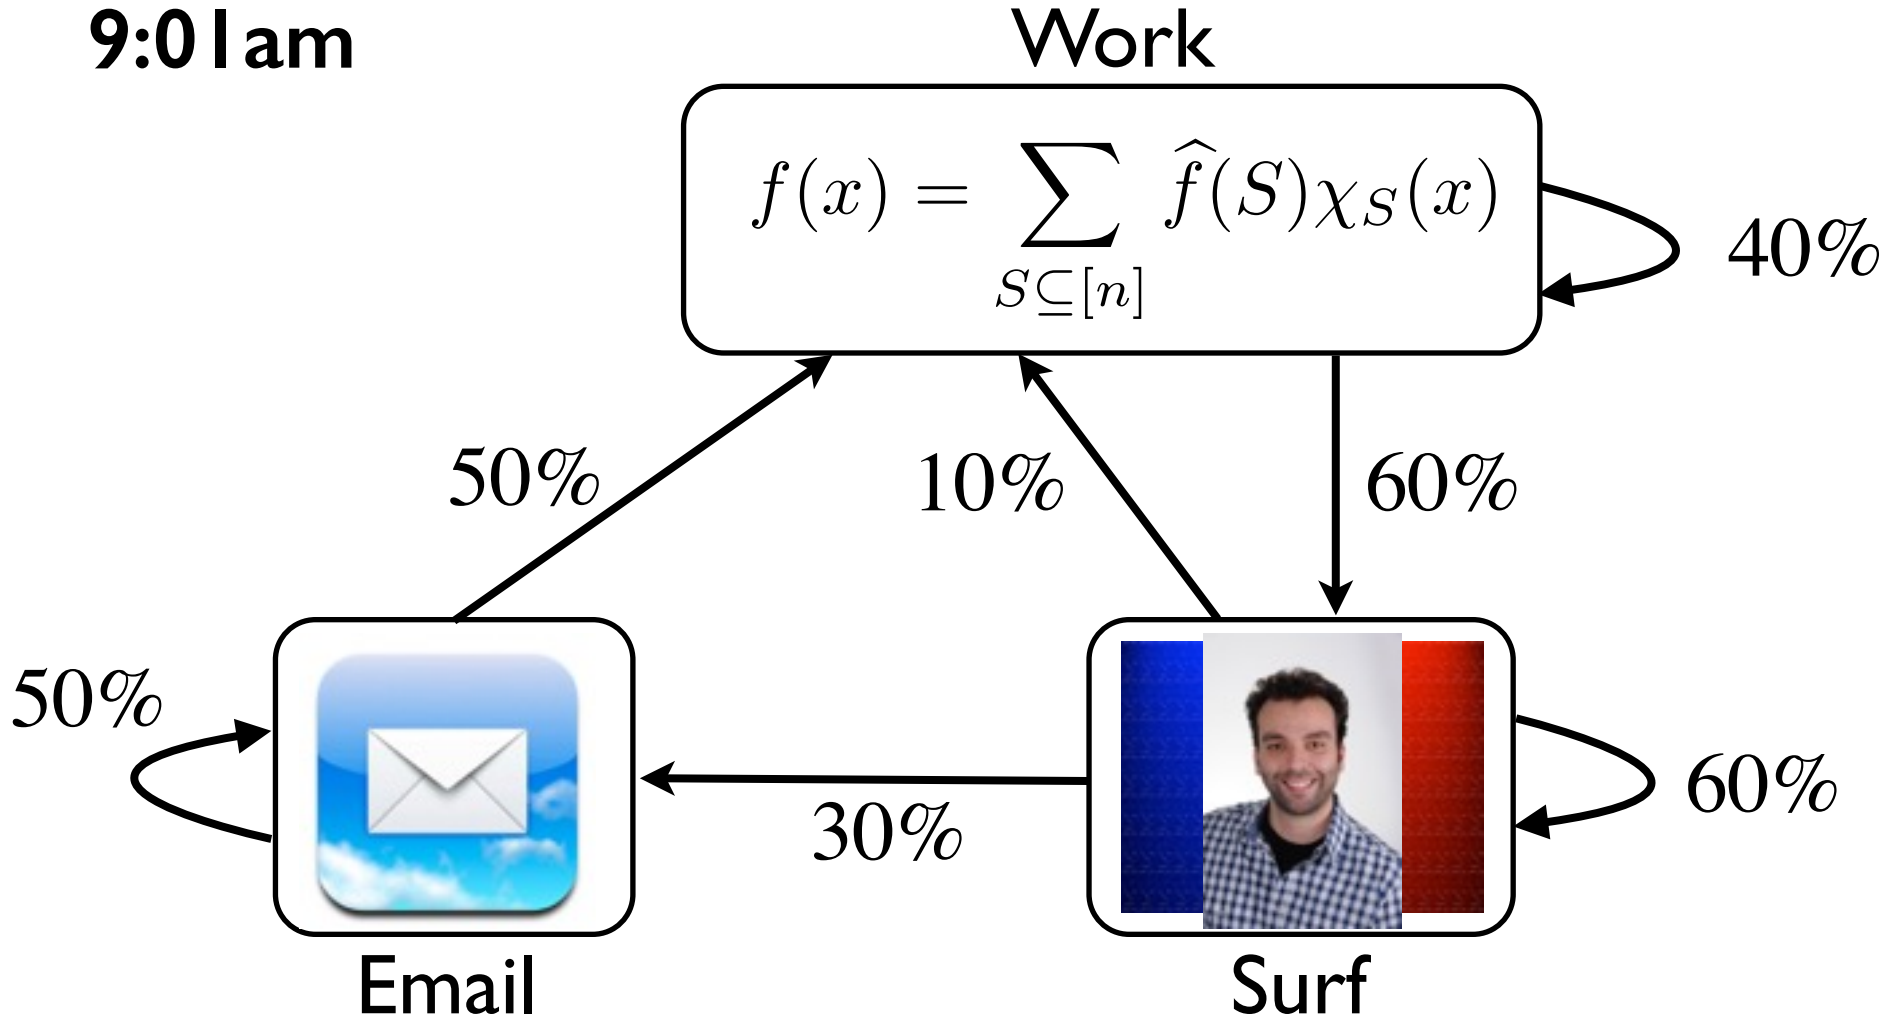 9:01am
Work
f(x) = ∑ f̂(S)χ_S(x)
S⊆[n]
40%
50%
10%
60%
50%
30%
60%
Email
Surf